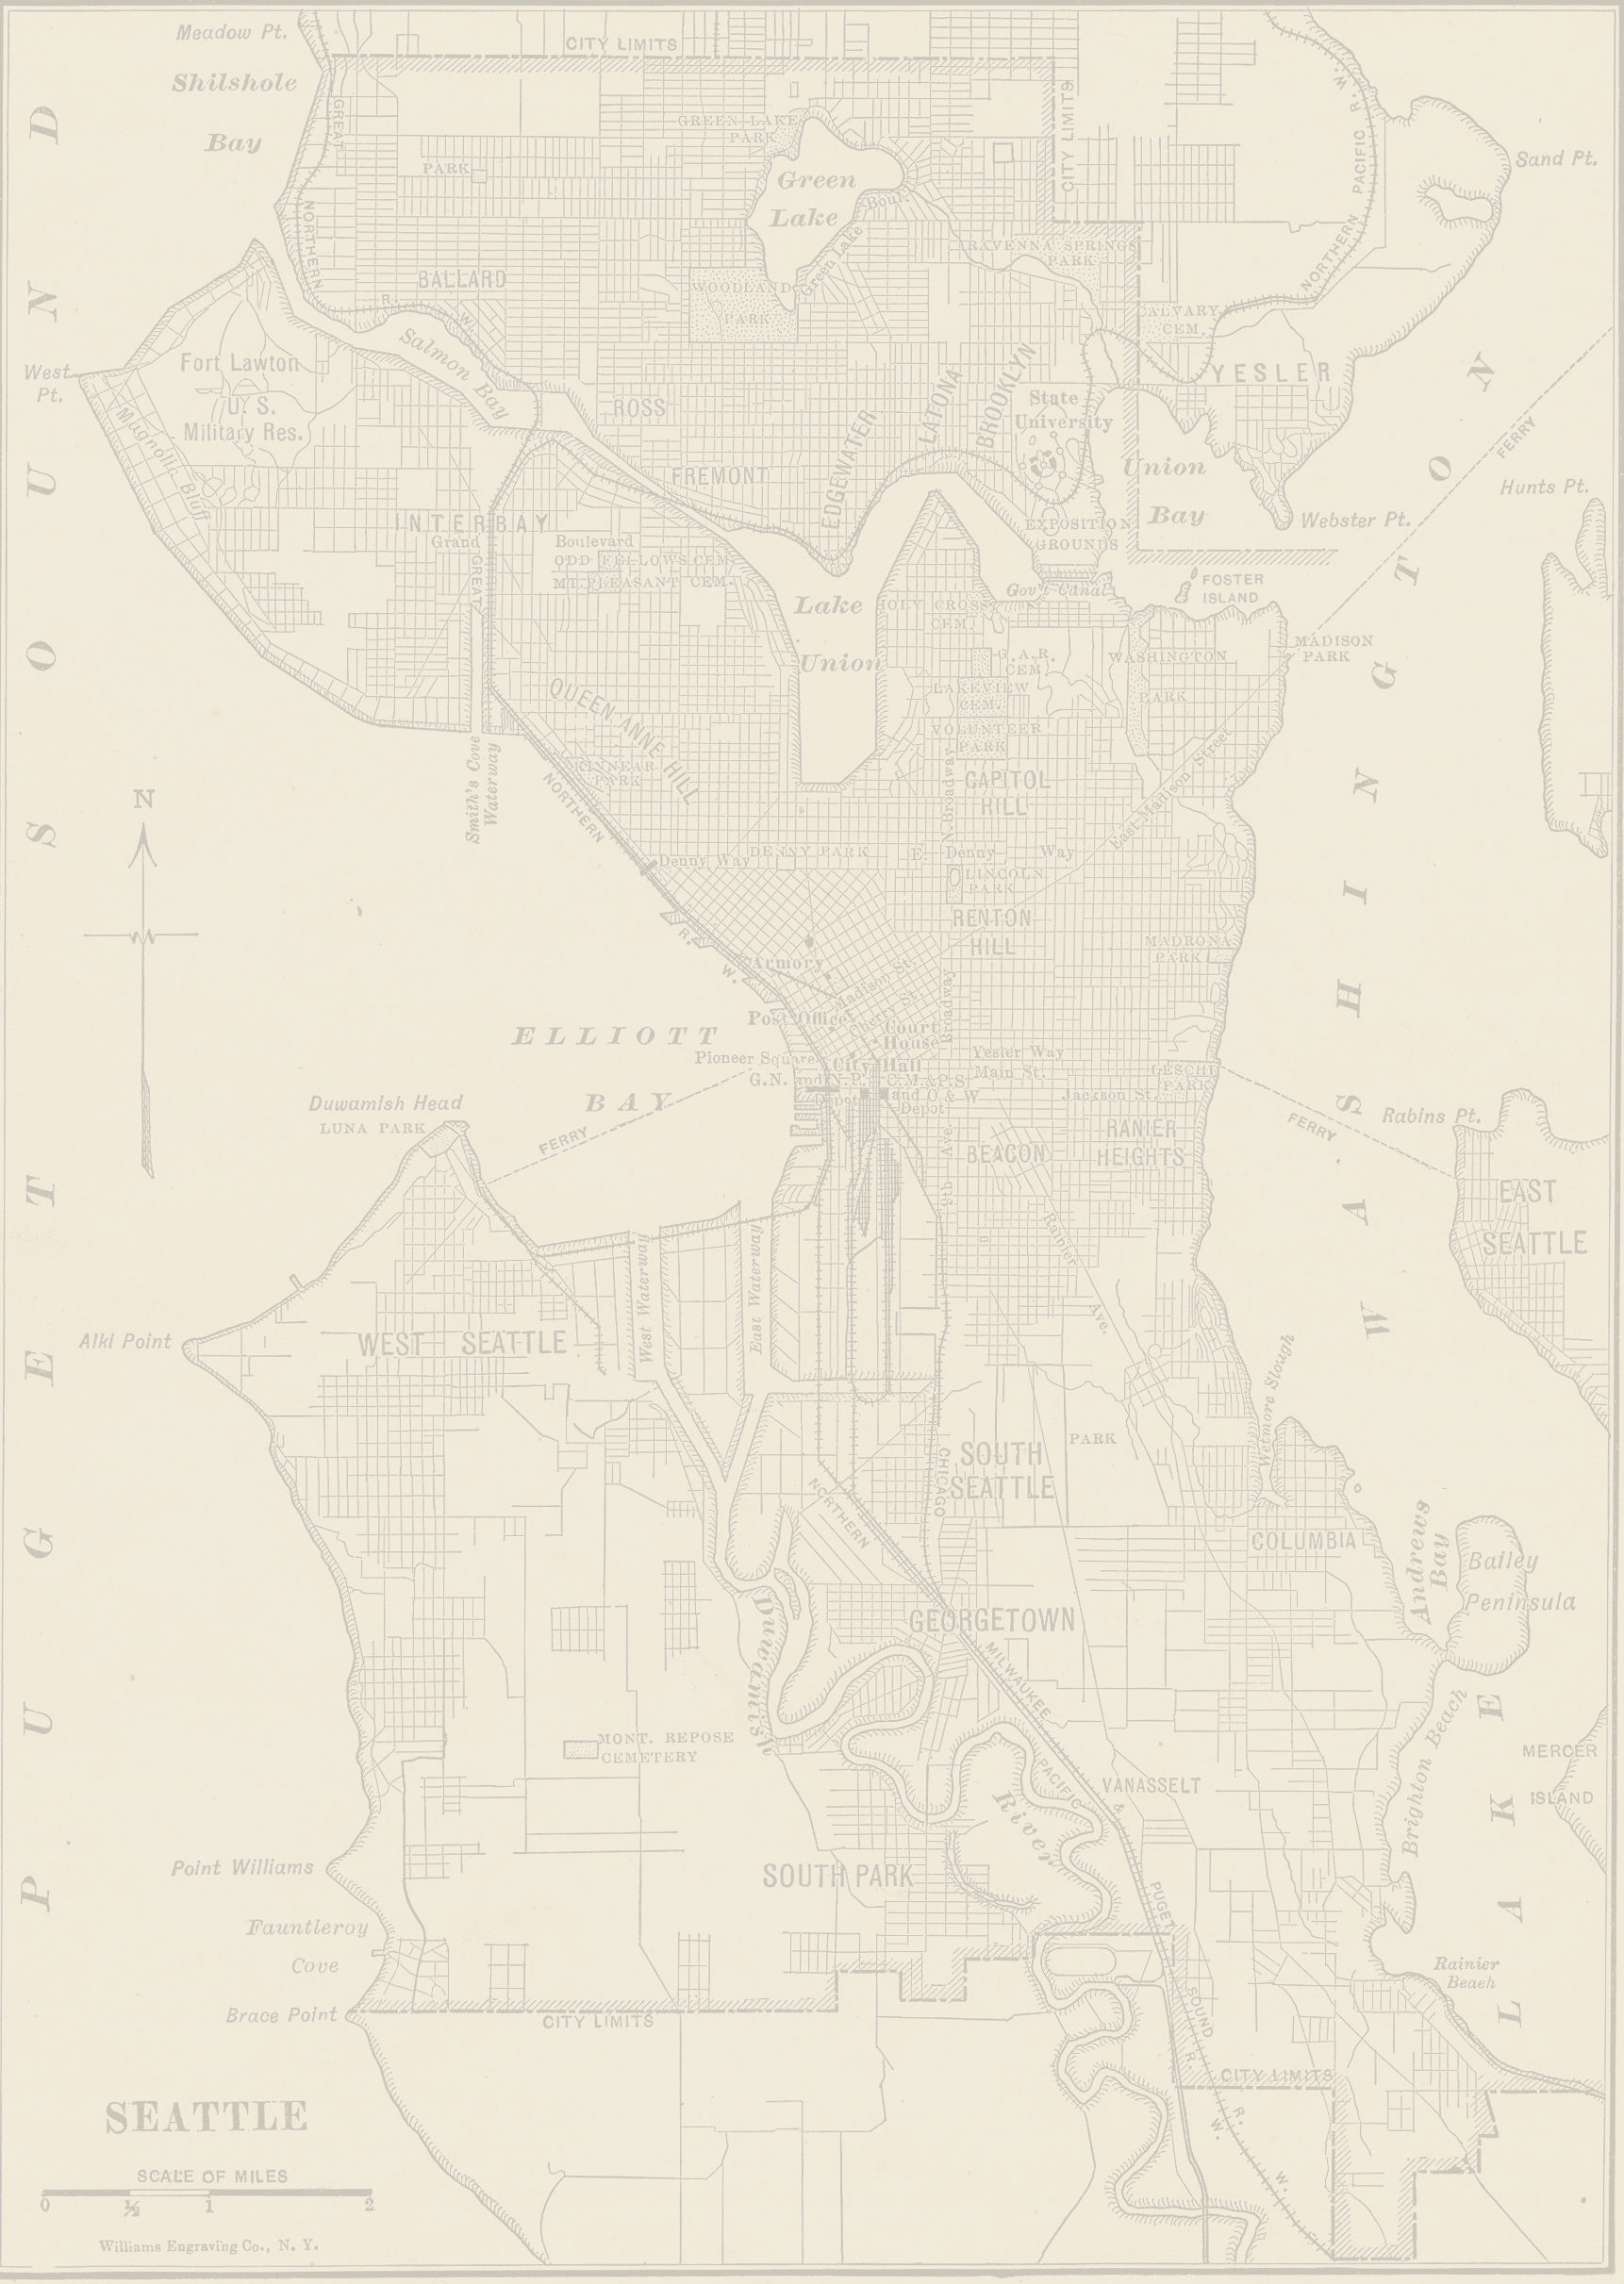 Meadow Pt.
CITY LIMITS
Shilshole
Bay
GREAT
NORTHERN
R.
W.
GREEN LAKE
PARK
PARK
CITY LIMITS
W. R.
PACIFIC
NORTHERN
Sand Pt.
Green
Lake
Boul.
Green Lake
RAVENNA SPRINGS
PARK
BALLARD
WOODLAND
PARK
CALVARY
CEM.
West
Pt.
Fort Lawton
U. S.
Military Res.
Magnolia Bluff
Salmon Bay
ROSS
FREMONT
EDGEWATER
LATONA
BROOKLYN
State
University
YESLER
Union
Bay
FERRY
Hunts Pt.
Webster Pt.
INTERBAY
Grand
Boulevard
ODD FELLOWS CEM.
MT. PLEASANT CEM.
GREAT
EXPOSITION
GROUNDS
Gov't Canal
FOSTER
ISLAND
Lake
Union
HOLY CROSS
CEM.
G.A.R.
CEM.
WASHINGTON
PARK
MADISON
PARK
LAKEVIEW
CEM.
VOLUNTEER
PARK
QUEEN ANNE HILL
KINNEAR
PARK
CAPITOL
HILL
N. Broadway
East Madison Street
Smith's Cove
Waterway
NORTHERN
R.
W.
N
Denny Way
DENNY PARK
E. Denny Way
LINCOLN
PARK
RENTON
HILL
MADRONA
PARK
Armory
Madison St.
Cherry St.
Broadway
Post Office
Court
House
ELLIOTT
BAY
Pioneer Square
City Hall
Yesler Way
Main St.
LESCHI
PARK
G.N. and N.P.
Depot
C.M.&P.S.
and O & W
Depot
Jackson St.
Duwamish Head
LUNA PARK
FERRY
FERRY
Rabins Pt.
BEACON
RANIER
HEIGHTS
9th Ave.
Ranier
Ave.
EAST
SEATTLE
West Waterway
East Waterway
Alki Point
WEST SEATTLE
Wetmore Slough
PARK
SOUTH
SEATTLE
CHICAGO
NORTHERN
COLUMBIA
Andrews
Bay
Bailey
Peninsula
GEORGETOWN
MILWAUKEE
Duwamish
River
MONT. REPOSE
CEMETERY
PACIFIC
VANASSELT
&
Brighton Beach
MERCER
ISLAND
Point Williams
SOUTH PARK
PUGET
SOUND
R.
Fauntleroy
Cove
Brace Point
CITY LIMITS
Rainier
Beach
CITY LIMITS
R.
W.
W.
PUGET SOUND
LAKE WASHINGTON
SEATTLE
SCALE OF MILES
0 ½ 1 2
Williams Engraving Co., N. Y.